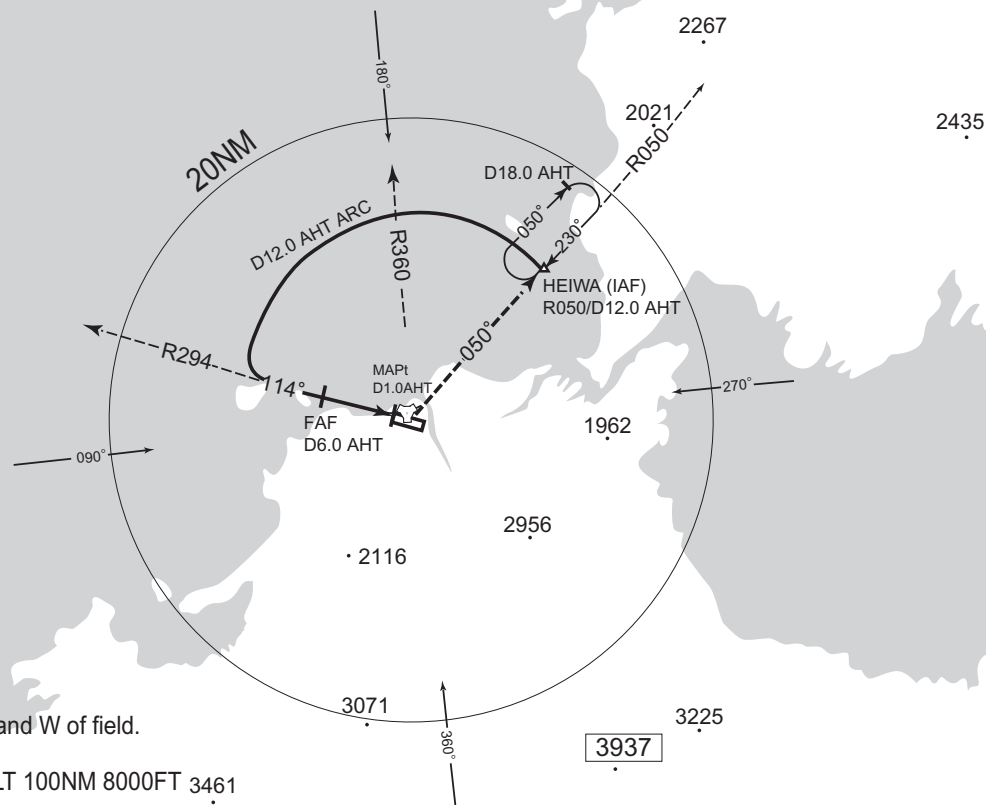 2267
180°
2021
2435
20NM
R050
D18.0 AHT
050°
230°
D12.0 AHT ARC
R360
HEIWA (IAF)
R050/D12.0 AHT
050°
R294
114°
MAPt
D1.0AHT
270°
FAF
D6.0 AHT
1962
090°
2956
2116
3071
3225
and W of field.
360°
3937
LT 100NM 8000FT
3461